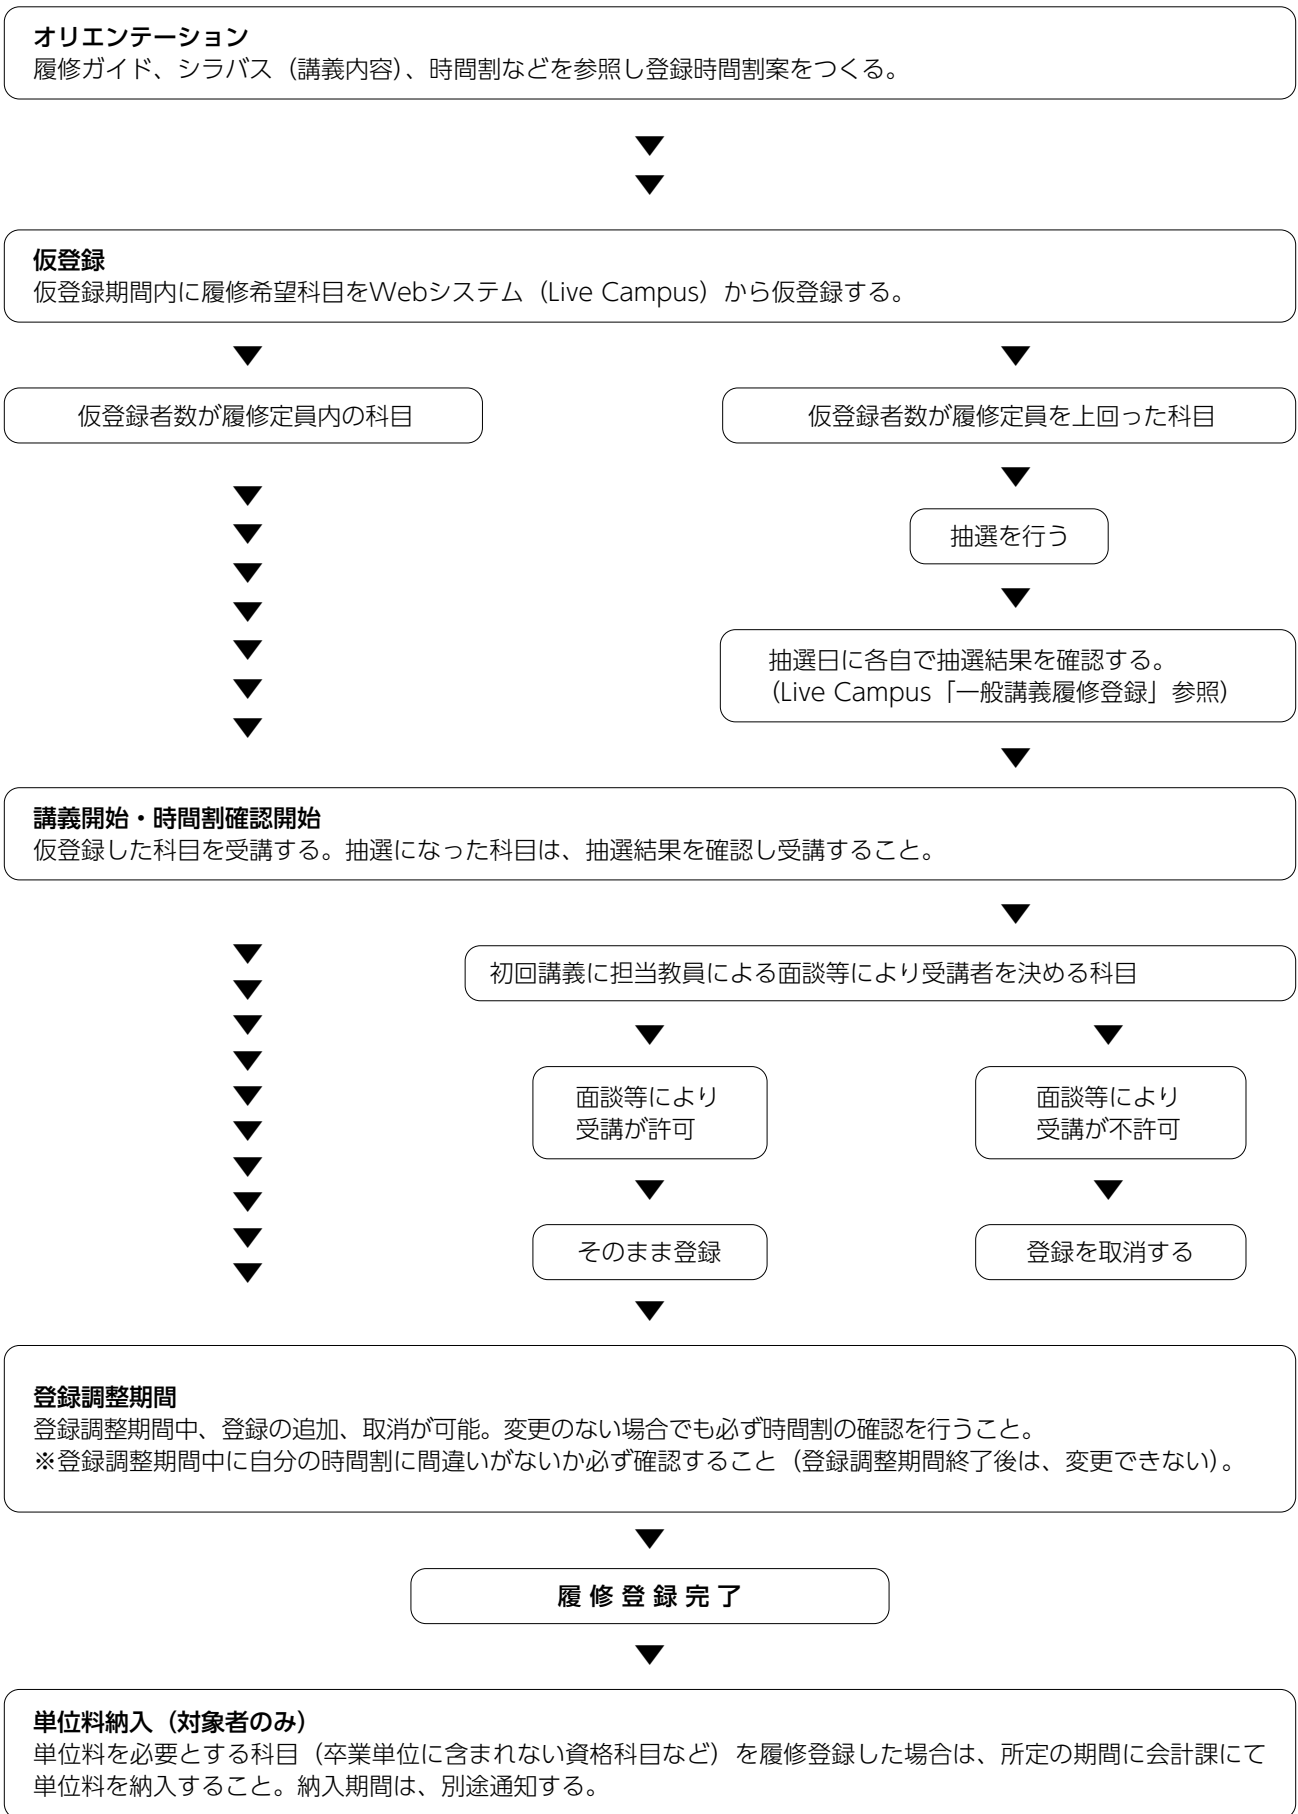 オリエンテーション
履修ガイド、シラバス（講義内容）、時間割などを参照し登録時間割案をつくる。
仮登録
仮登録期間内に履修希望科目をWebシステム（Live Campus）から仮登録する。
仮登録者数が履修定員内の科目
仮登録者数が履修定員を上回った科目
抽選を行う
抽選日に各自で抽選結果を確認する。
（Live Campus「一般講義履修登録」参照）
講義開始・時間割確認開始
仮登録した科目を受講する。抽選になった科目は、抽選結果を確認し受講すること。
初回講義に担当教員による面談等により受講者を決める科目
面談等により
受講が許可
面談等により
受講が不許可
そのまま登録
登録を取消する
登録調整期間
登録調整期間中、登録の追加、取消が可能。変更のない場合でも必ず時間割の確認を行うこと。
※登録調整期間中に自分の時間割に間違いがないか必ず確認すること（登録調整期間終了後は、変更できない）。
履修登録完了
単位料納入（対象者のみ）
単位料を必要とする科目（卒業単位に含まれない資格科目など）を履修登録した場合は、所定の期間に会計課にて
単位料を納入すること。納入期間は、別途通知する。